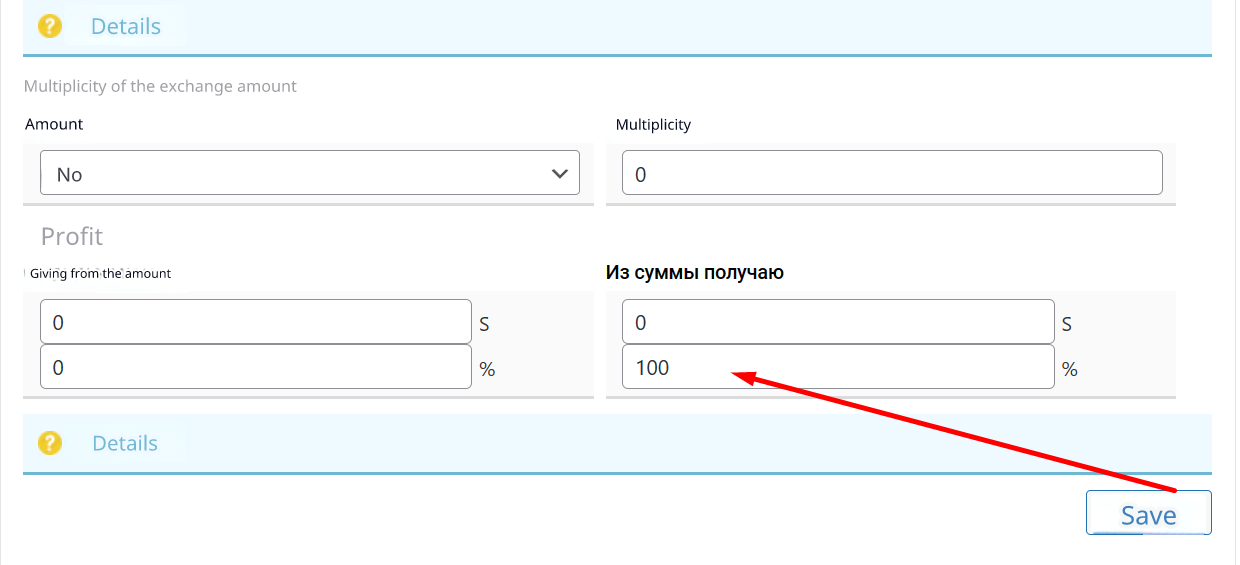 Details
Multiplicity of the exchange amount
Amount
Multiplicity
No
0
Profit
Giving from the amount
Из суммы получаю
0 S
0 S
0 %
100 %
Details
Save